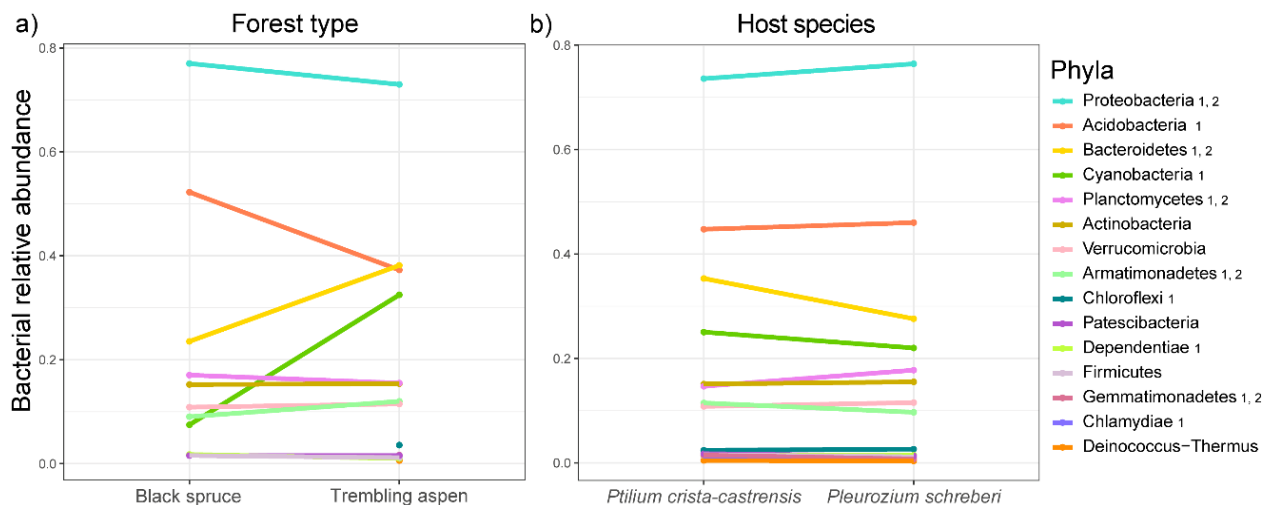 a) Forest type
b) Host species
Bacterial relative abundance
0.8
0.6
0.4
0.2
0.0
Black spruce Trembling aspen
0.8
0.6
0.4
0.2
0.0
Ptilium crista-castrensis Pleurozium schreberi
Phyla
Proteobacteria 1, 2
Acidobacteria 1
Bacteroidetes 1, 2
Cyanobacteria 1
Planctomycetes 1, 2
Actinobacteria
Verrucomicrobia
Armatimonadetes 1, 2
Chloroflexi 1
Patescibacteria
Dependentiae 1
Firmicutes
Gemmatimonadetes 1, 2
Chlamydiae 1
Deinococcus−Thermus